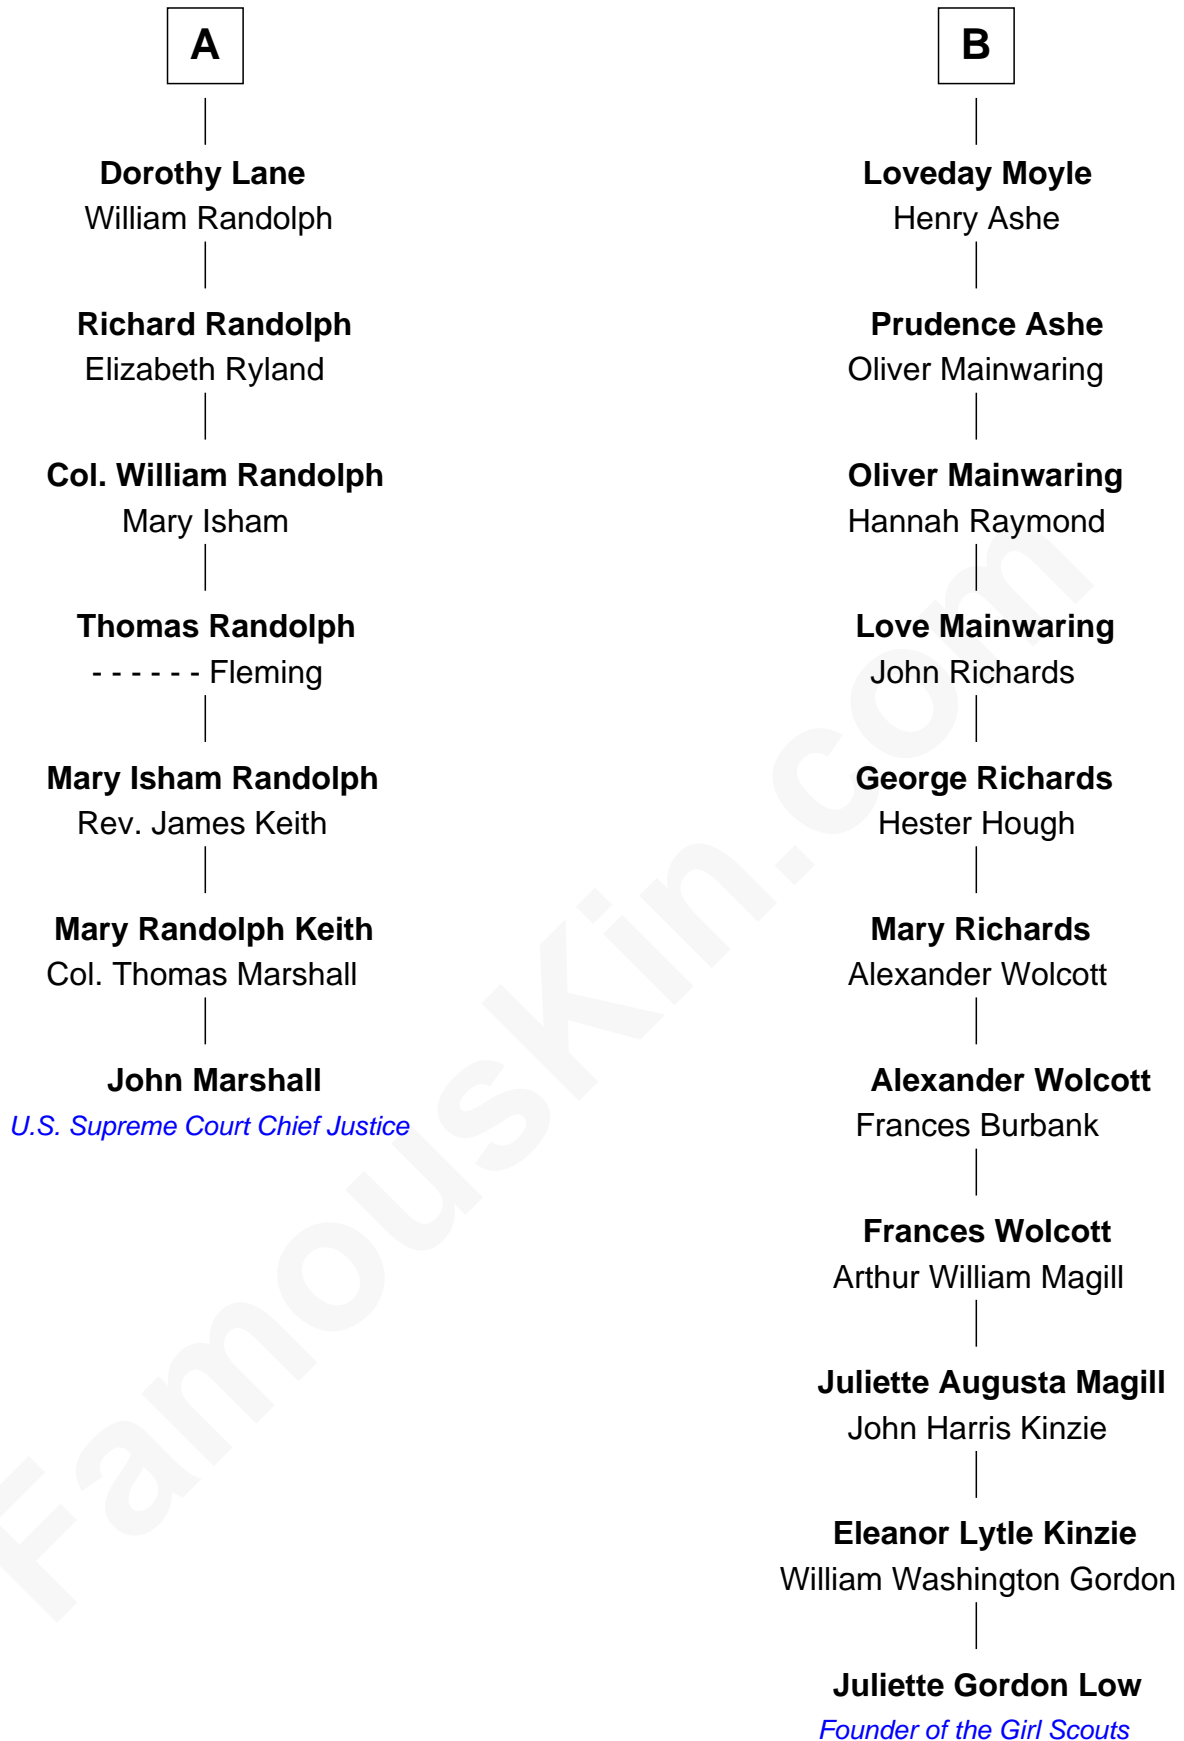 A
Dorothy Lane
William Randolph
Richard Randolph
Elizabeth Ryland
Col. William Randolph
Mary Isham
Thomas Randolph
- - - - - - Fleming
Mary Isham Randolph
Rev. James Keith
Mary Randolph Keith
Col. Thomas Marshall
John Marshall
U.S. Supreme Court Chief Justice
B
Loveday Moyle
Henry Ashe
Prudence Ashe
Oliver Mainwaring
Oliver Mainwaring
Hannah Raymond
Love Mainwaring
John Richards
George Richards
Hester Hough
Mary Richards
Alexander Wolcott
Alexander Wolcott
Frances Burbank
Frances Wolcott
Arthur William Magill
Juliette Augusta Magill
John Harris Kinzie
Eleanor Lytle Kinzie
William Washington Gordon
Juliette Gordon Low
Founder of the Girl Scouts
FamousKin.com